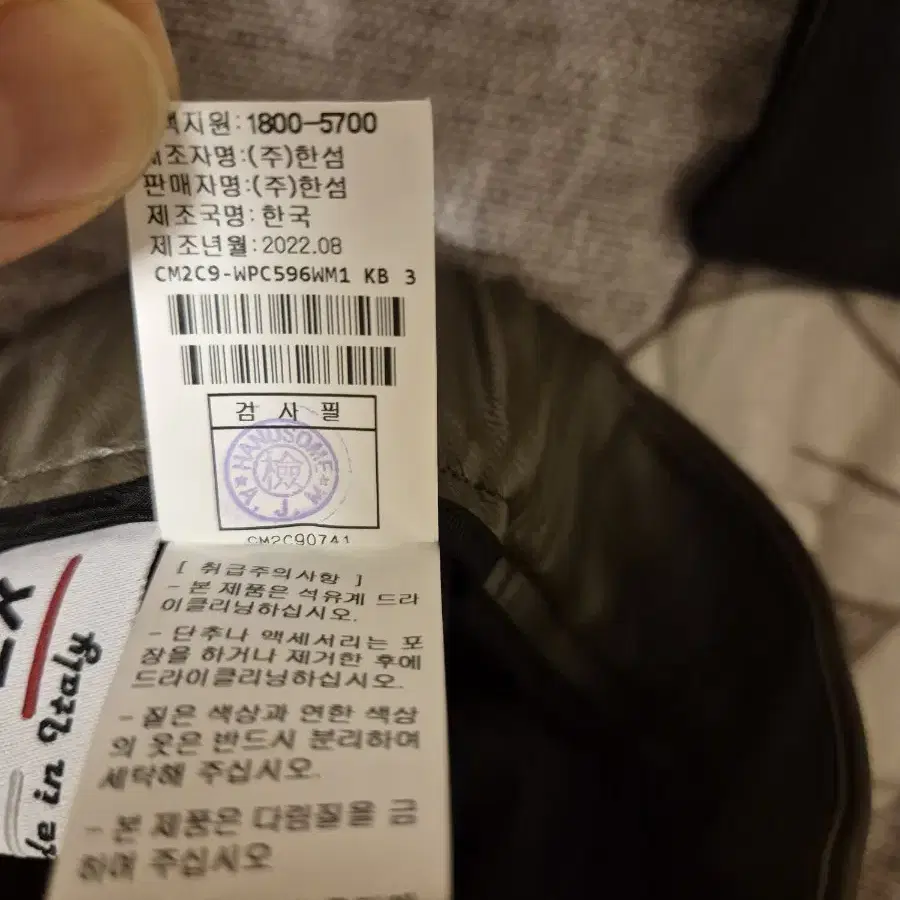 지원: 1800-5700
제조자명:(주)한섬
판매자명:(주)한섬
제조국명: 한국
제조년월: 2022.08
CM2C9-WPC596WM1 KB 3
검 사 필
HANDSOME
檢
A. J. M
CM2C90741
[ 취급주의사항 ]
- 본 제품은 석유계 드라
이클리닝하십시오.
- 단추나 액세서리는 포
장을 하거나 제거한 후에
드라이클리닝하십시오.
- 짙은 색상과 연한 색상
의 옷은 반드시 분리하여
세탁해 주십시오.
- 본 제품은 다림질을 금
하여 주십시오